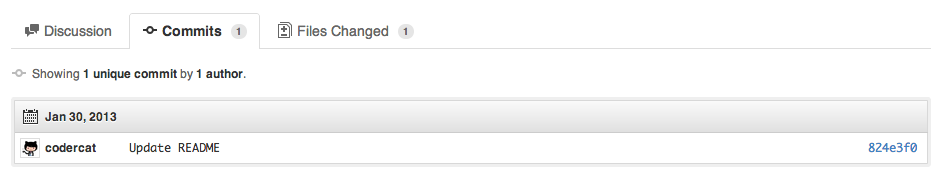 Discussion Commits 1 Files Changed 1
Showing 1 unique commit by 1 author.
Jan 30, 2013
codercat Update README 824e3f0